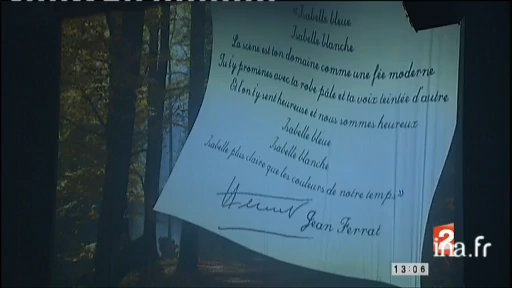 «Isabelle bleue
Isabelle blanche
La scène est ton domaine comme une fée moderne
Tu t'y promènes avec ta robe pâle et ta voix teintée d'autre
Et l'on t'y sent heureuse et nous sommes heureux
Isabelle bleue
Isabelle blanche
Isabelle plus claire que les couleurs de notre temps»
Jean Ferrat
2
ina.fr
13:06